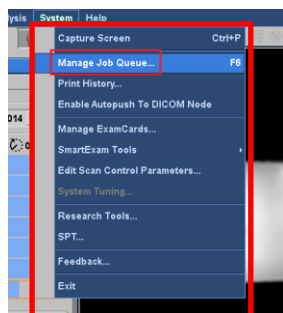 lysis System Help
Capture Screen Ctrl+P
Manage Job Queue... F6
Print History...
Enable Autopush To DICOM Node
014
Manage ExamCards...
SmartExam Tools
Edit Scan Control Parameters...
System Tuning...
Research Tools...
SPT...
Feedback...
Exit